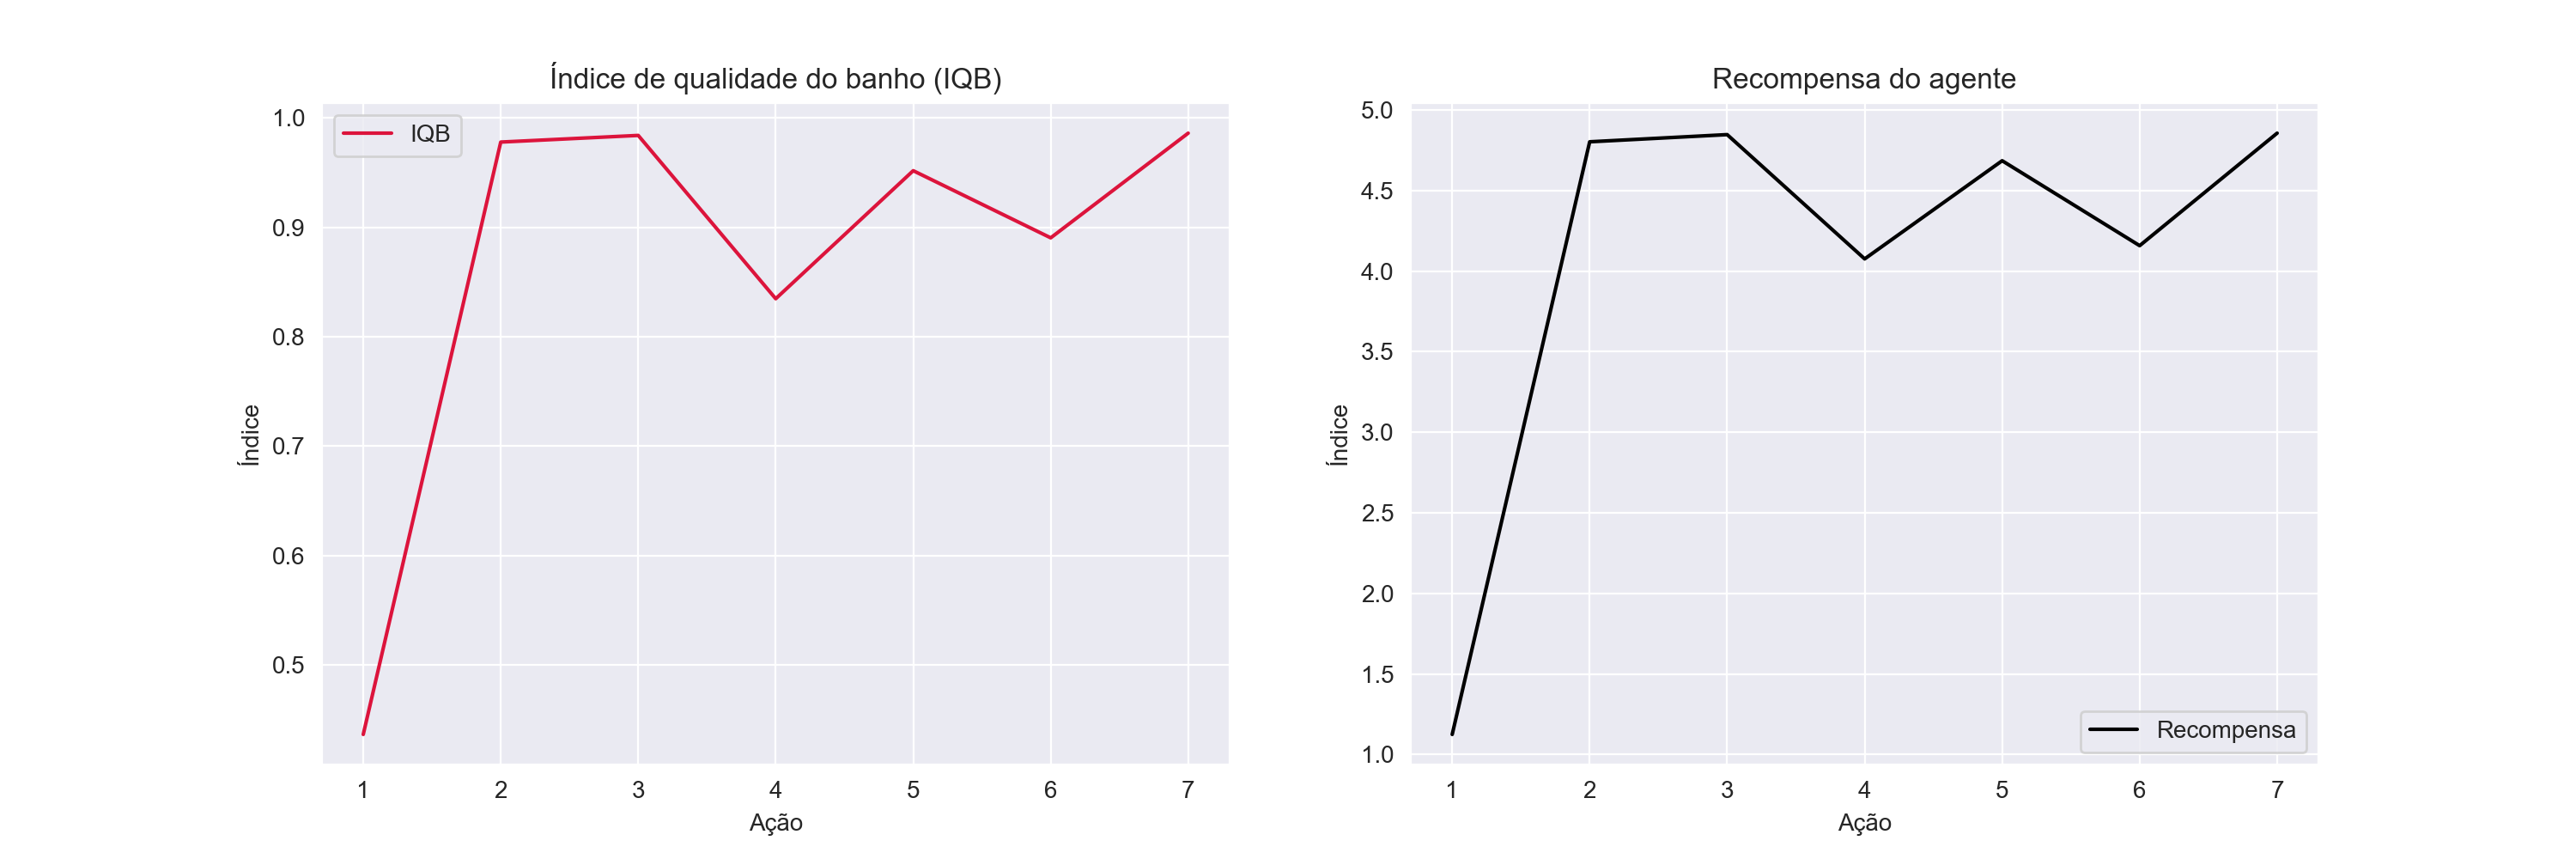 Índice de qualidade do banho (IQB)
IQB
1.0
0.9
0.8
0.7
0.6
0.5
Índice
1 2 3 4 5 6 7
Ação
Recompensa do agente
5.0
4.5
4.0
3.5
3.0
2.5
2.0
1.5
1.0
Índice
Recompensa
1 2 3 4 5 6 7
Ação